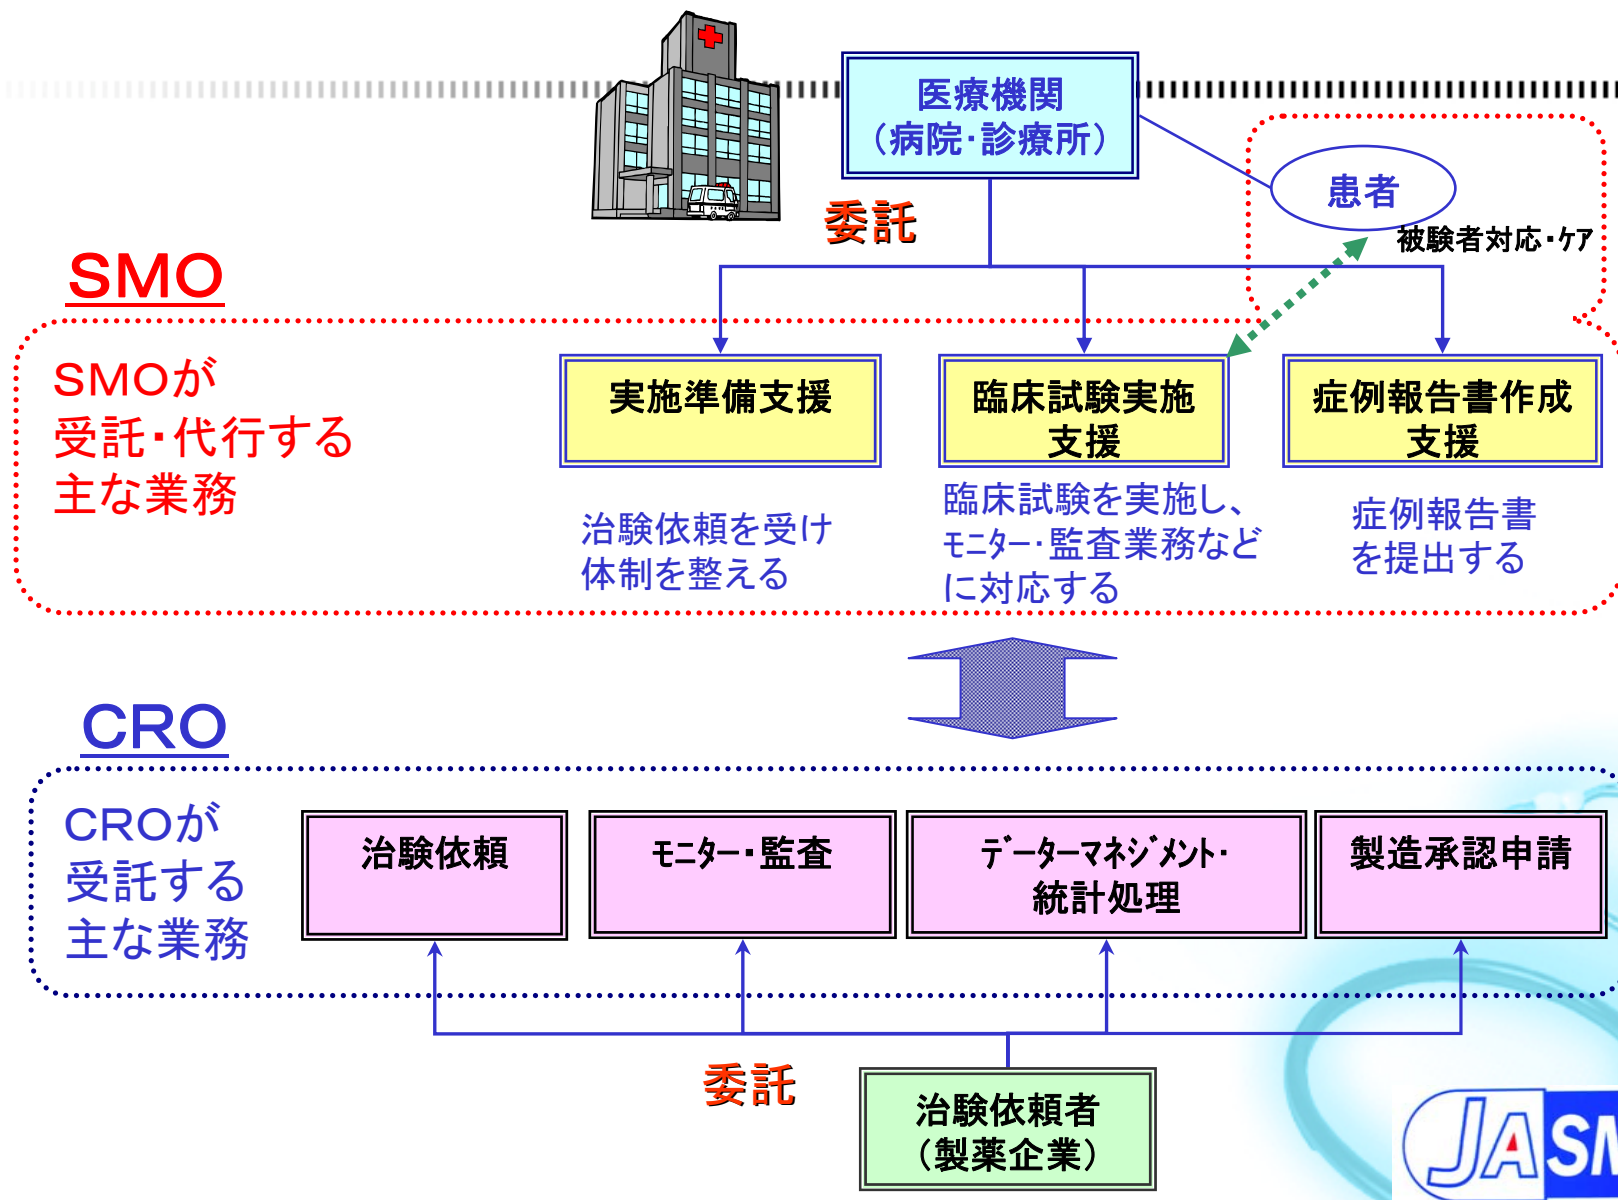 医療機関
（病院・診療所）
患者
委託
被験者対応・ｹｱ
SMO
SMOが
受託・代行する
主な業務
実施準備支援
臨床試験実施
支援
症例報告書作成
支援
治験依頼を受け
体制を整える
臨床試験を実施し、
ﾓﾆﾀｰ・監査業務など
に対応する
症例報告書
を提出する
CRO
CROが
受託する
主な業務
治験依頼
ﾓﾆﾀｰ・監査
ﾃﾞｰﾀｰﾏﾈｼﾞﾒﾝﾄ・
統計処理
製造承認申請
委託
治験依頼者
（製薬企業）
JASM